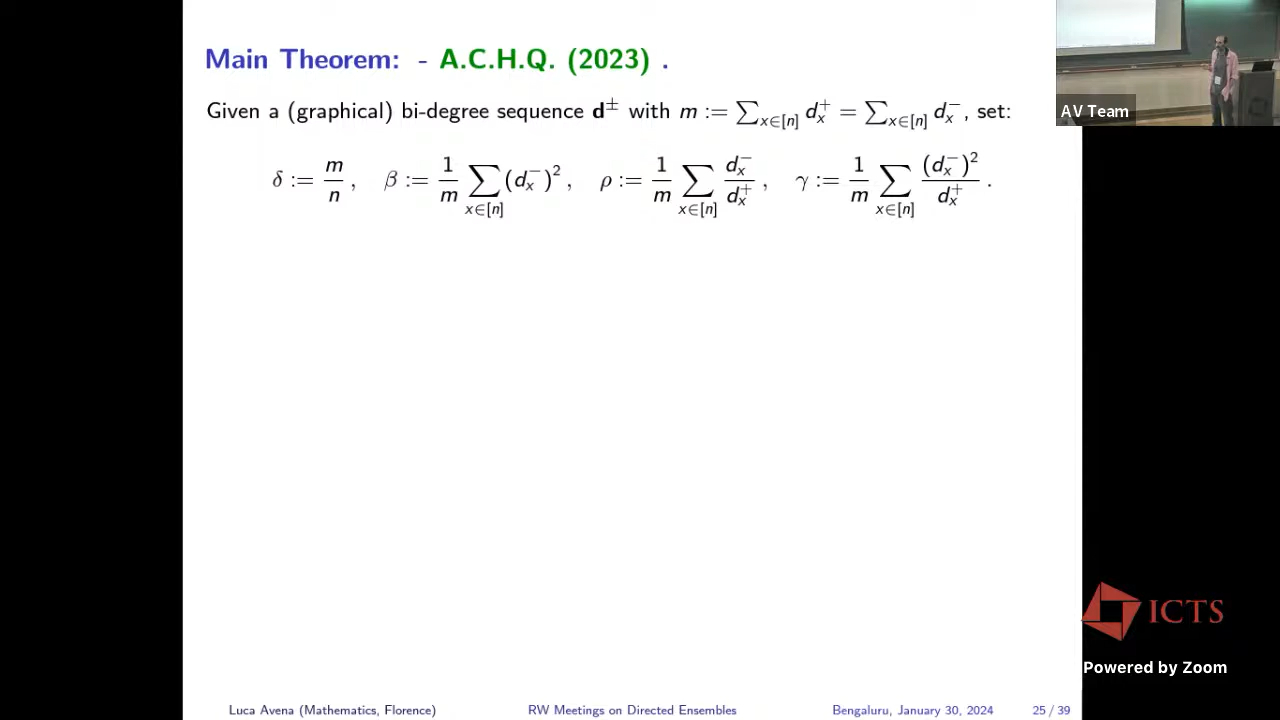 Main Theorem: - A.C.H.Q. (2023) .
Given a (graphical) bi-degree sequence d^± with m := ∑_{x∈[n]} d_x^+ = ∑_{x∈[n]} d_x^-, set:
δ := m/n , β := 1/m ∑_{x∈[n]} (d_x^-)^2 , ρ := 1/m ∑_{x∈[n]} d_x^-/d_x^+ , γ := 1/m ∑_{x∈[n]} (d_x^-)^2/d_x^+ .
AV Team
ICTS
Powered by Zoom
Luca Avena (Mathematics, Florence) RW Meetings on Directed Ensembles Bengaluru, January 30, 2024 25 / 39